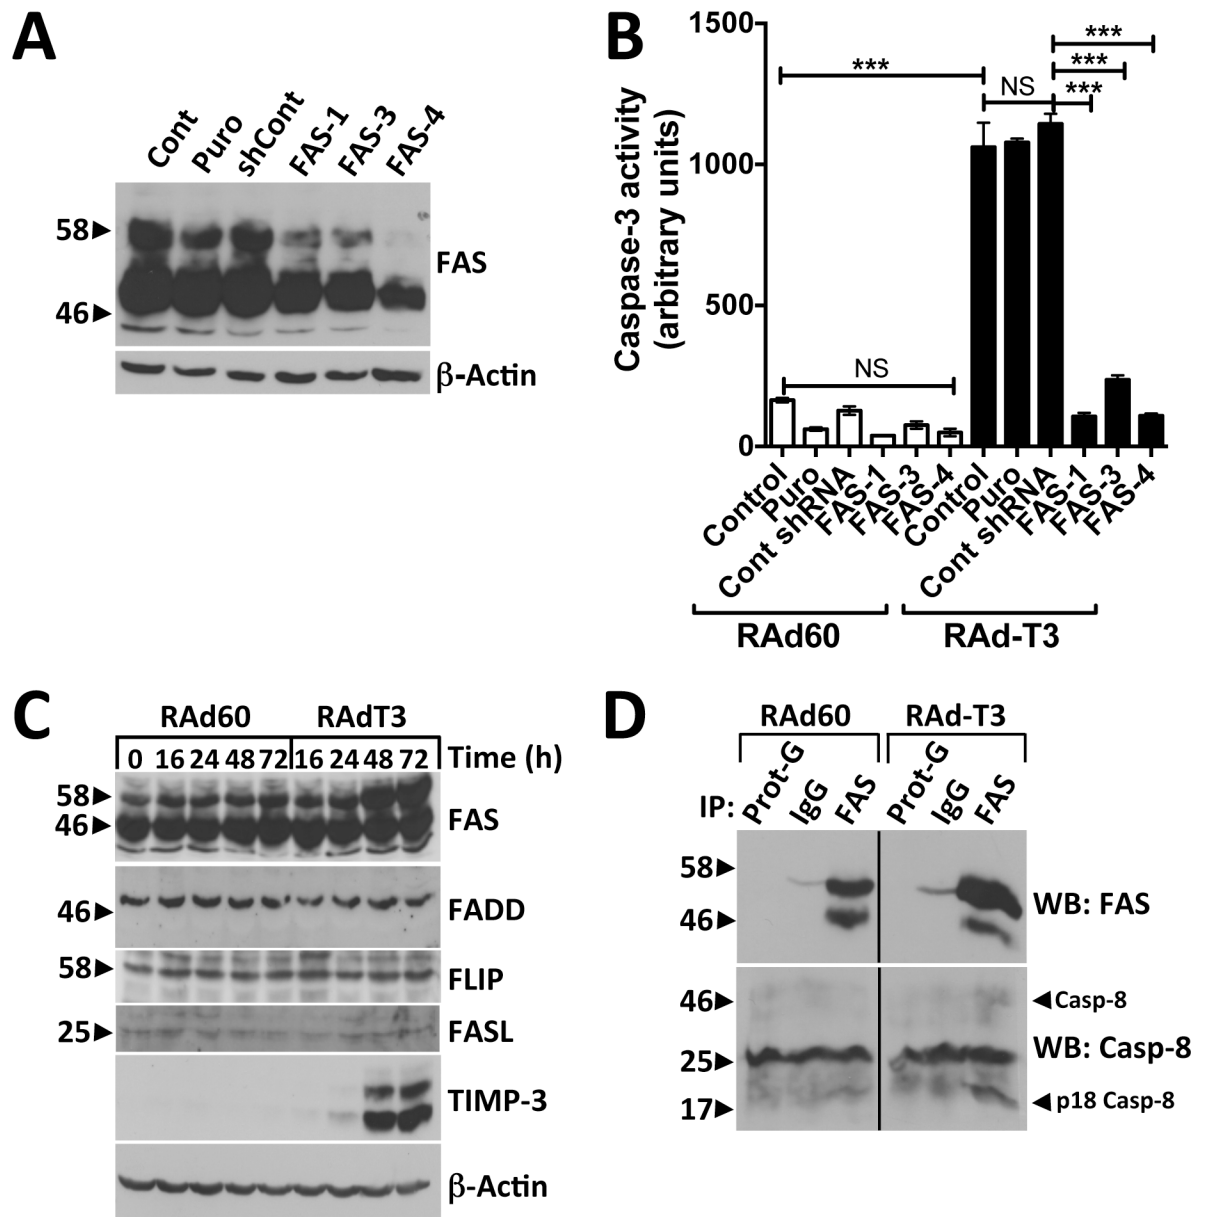 A
Cont Puro shCont FAS-1 FAS-3 FAS-4
58
FAS
46
β-Actin
B
Caspase-3 activity
(arbitrary units)
1500
1000
500
0
***
***
***
NS
***
NS
Control Puro Cont shRNA FAS-1 FAS-3 FAS-4 Control Puro Cont shRNA FAS-1 FAS-3 FAS-4
RAd60 RAd-T3
C
RAd60 RAdT3
0 16 24 48 72 16 24 48 72 Time (h)
58
46
FAS
46
FADD
58
FLIP
25
FASL
TIMP-3
β-Actin
D
RAd60 RAd-T3
IP: Prot-G IgG FAS Prot-G IgG FAS
58
WB: FAS
46
46
Casp-8
WB: Casp-8
25
17
p18 Casp-8